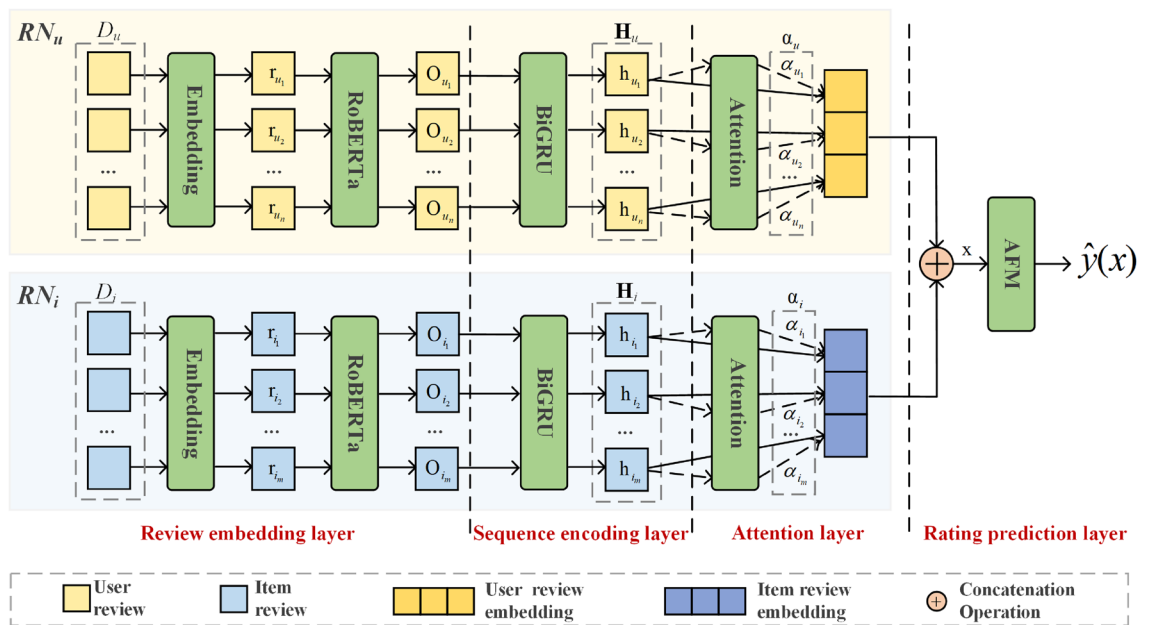 RNu
Du
Embedding
ru1
ru2
...
run
RoBERTa
Ou1
Ou2
...
Oun
BiGRU
Hu
hu1
hu2
...
hun
Attention
αu
αu1
αu2
...
αun
RNi
Di
Embedding
ri1
ri2
...
rim
RoBERTa
Oi1
Oi2
...
Oim
BiGRU
Hi
hi1
hi2
...
him
Attention
αi
αi1
αi2
...
αim
x
AFM
ŷ(x)
Review embedding layer
Sequence encoding layer
Attention layer
Rating prediction layer
User
review
Item
review
User review
embedding
Item review
embedding
Concatenation
Operation